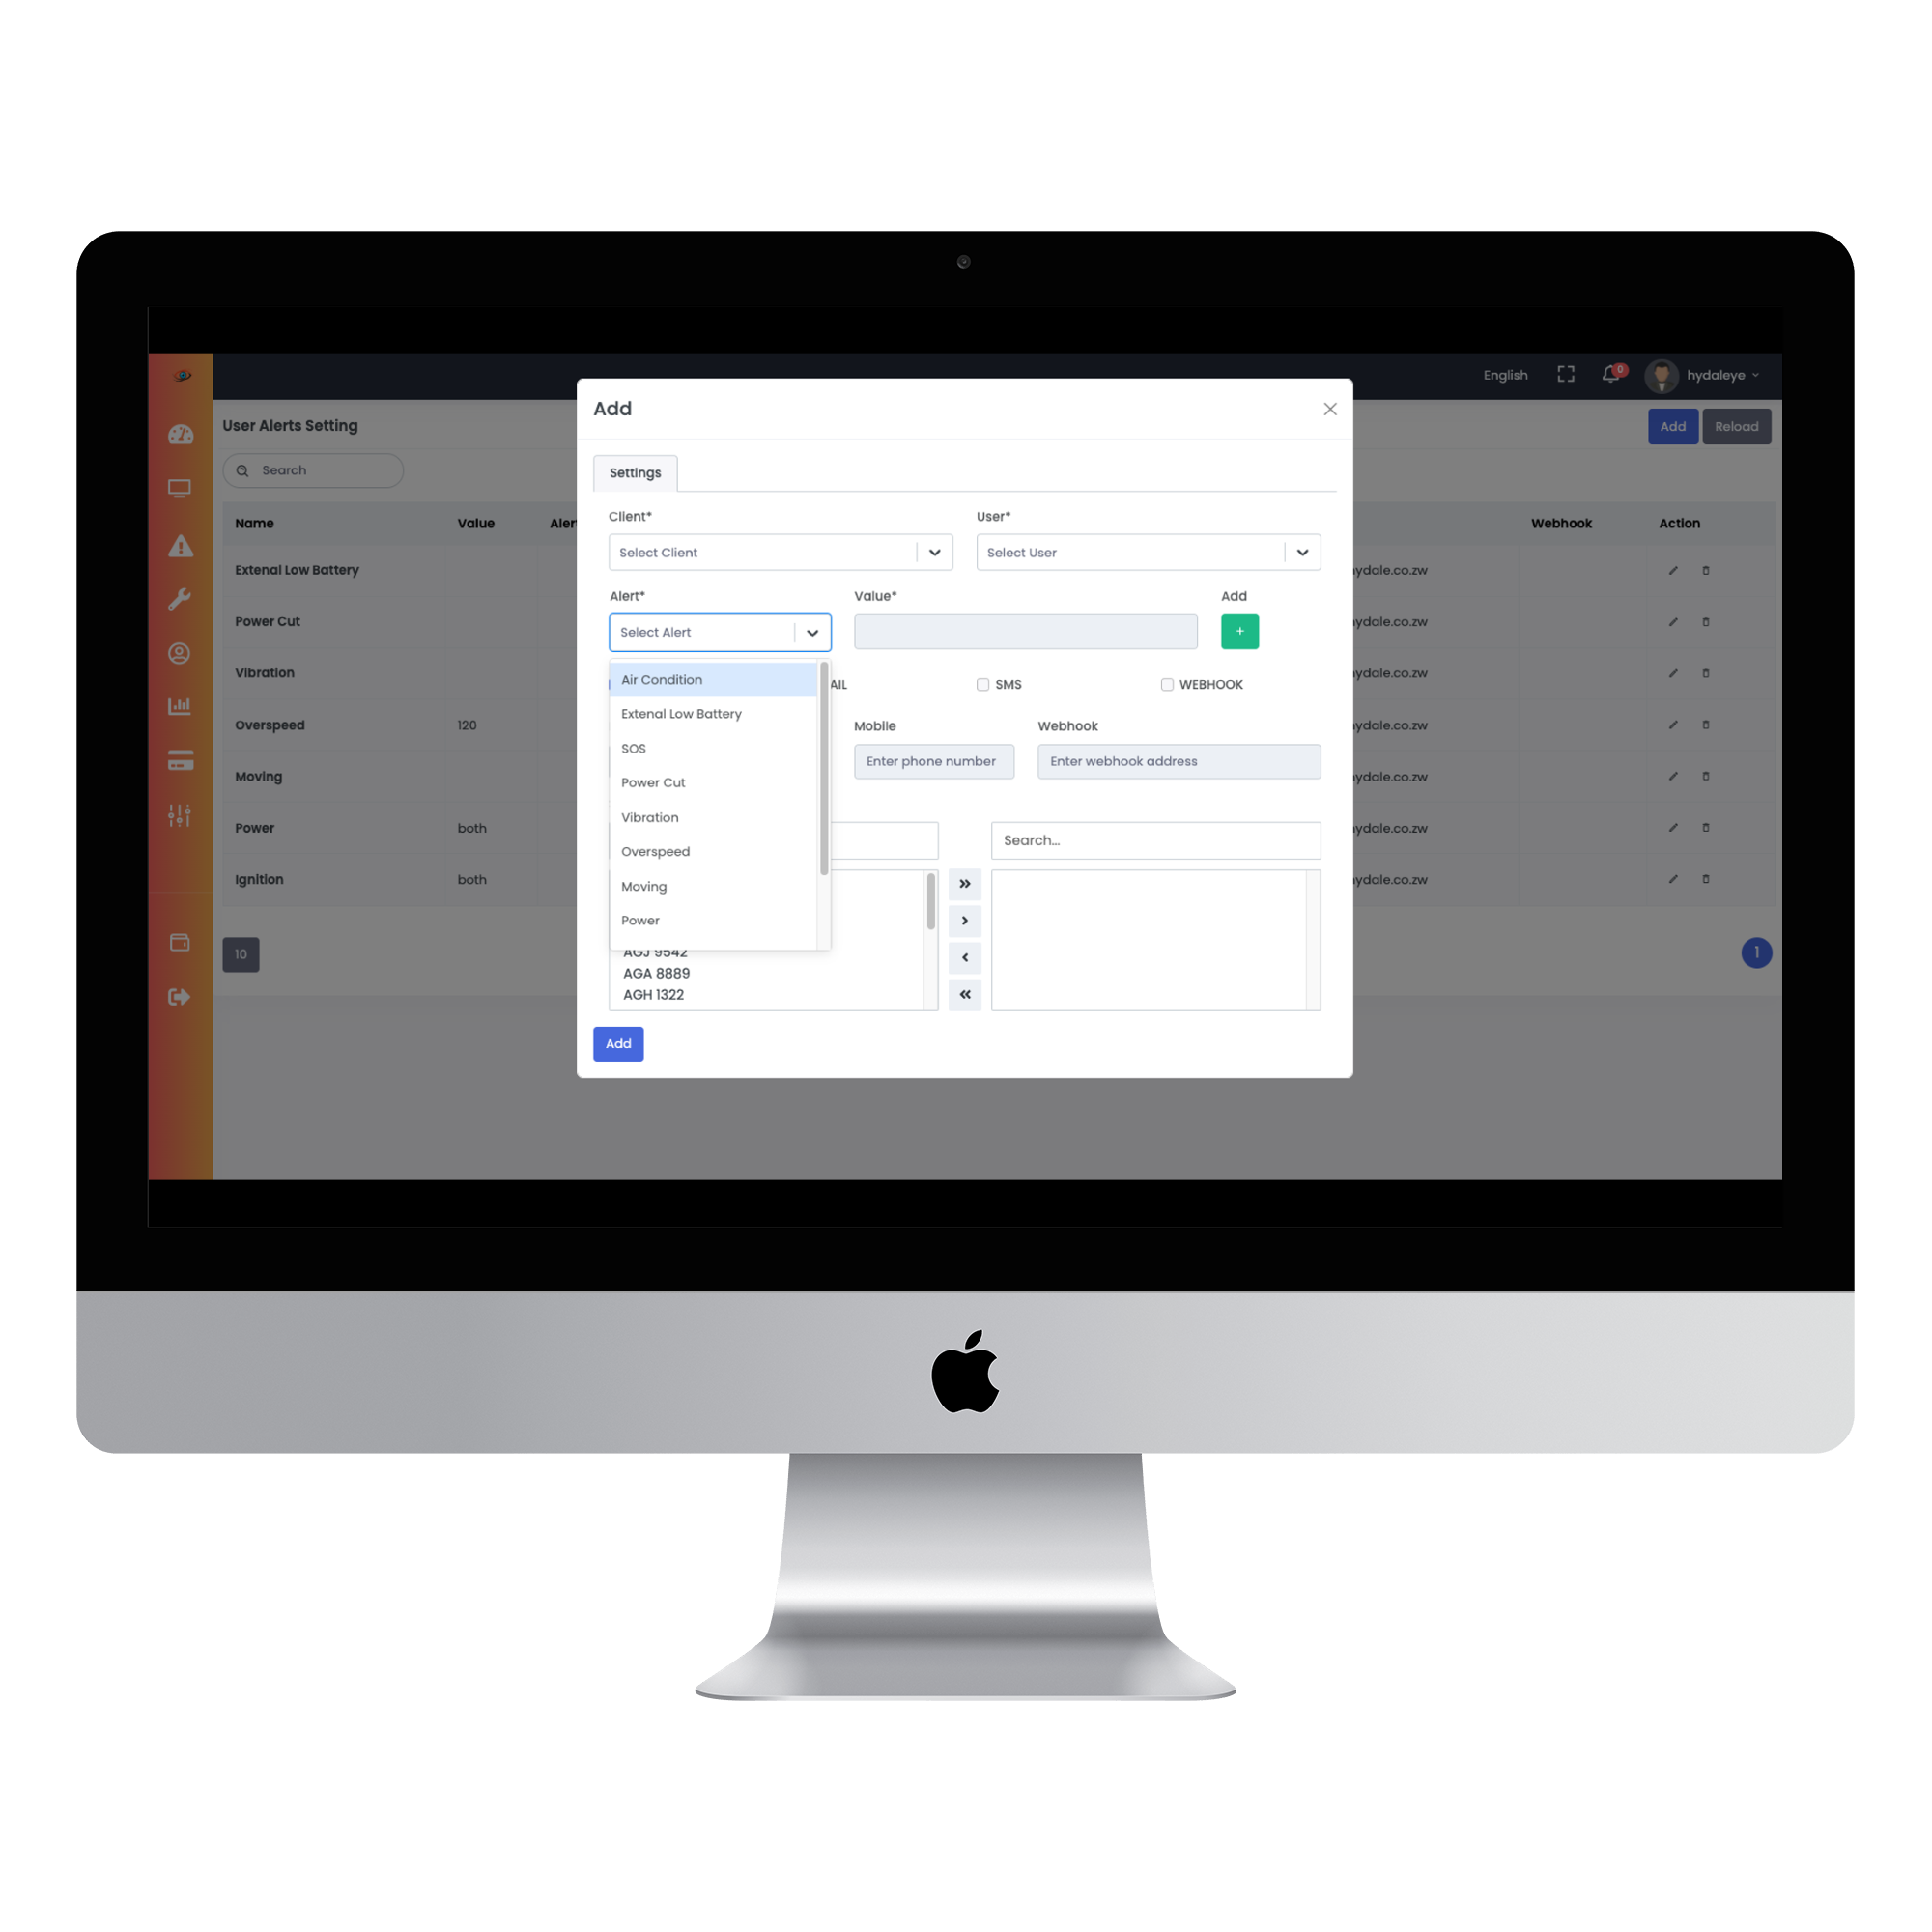 English
0
hydaleye
User Alerts Setting
Add
Reload
Search
Name
Value
Webhook
Action
Extenal Low Battery
Power Cut
Vibration
Overspeed
120
Moving
Power
both
Ignition
both
ydale.co.zw
ydale.co.zw
ydale.co.zw
ydale.co.zw
ydale.co.zw
ydale.co.zw
ydale.co.zw
10
1
Add
Settings
Client*
User*
Select Client
Select User
Alert*
Value*
Add
Select Alert
+
Air Condition
Extenal Low Battery
SOS
Power Cut
Vibration
Overspeed
Moving
Power
AIL
SMS
WEBHOOK
Mobile
Webhook
Enter phone number
Enter webhook address
Search...
AGJ 9542
AGA 8889
AGH 1322
Add